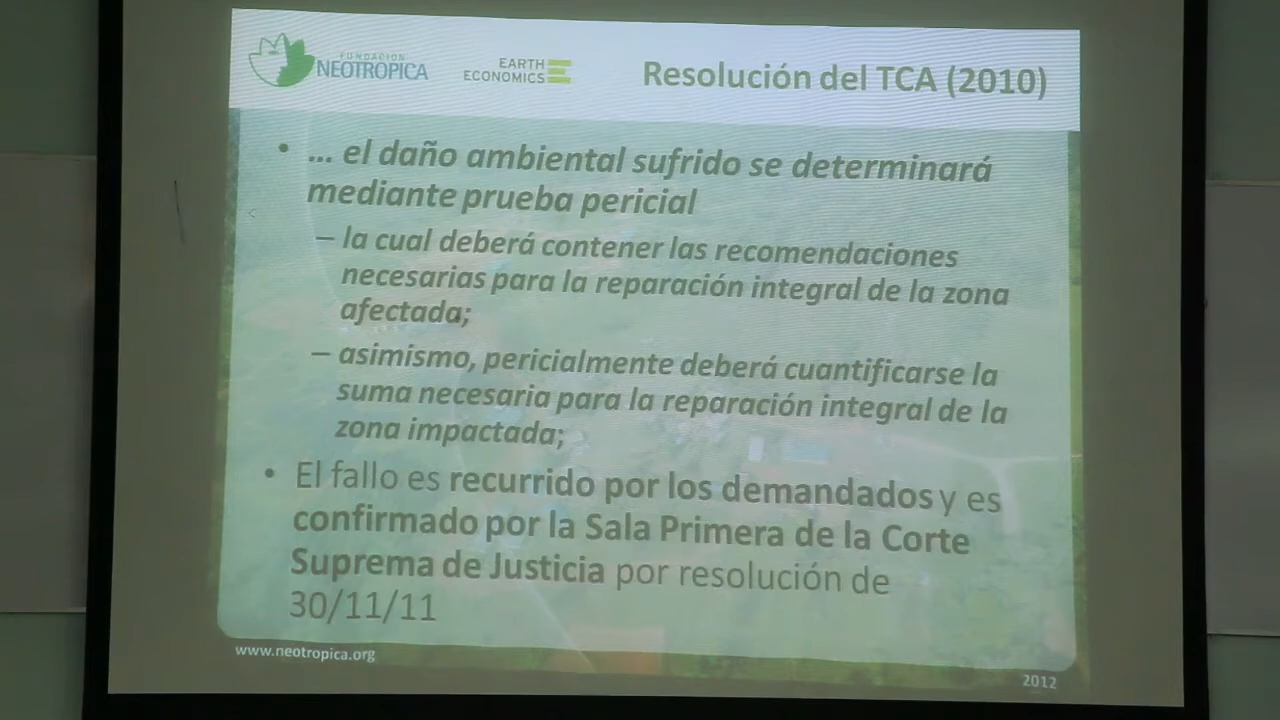 FUNDACIÓN
NEOTROPICA
EARTH
ECONOMICS
Resolución del TCA (2010)
• ... el daño ambiental sufrido se determinará
mediante prueba pericial
– la cual deberá contener las recomendaciones
necesarias para la reparación integral de la zona
afectada;
– asimismo, pericialmente deberá cuantificarse la
suma necesaria para la reparación integral de la
zona impactada;
• El fallo es recurrido por los demandados y es
confirmado por la Sala Primera de la Corte
Suprema de Justicia por resolución de
30/11/11
www.neotropica.org
2012